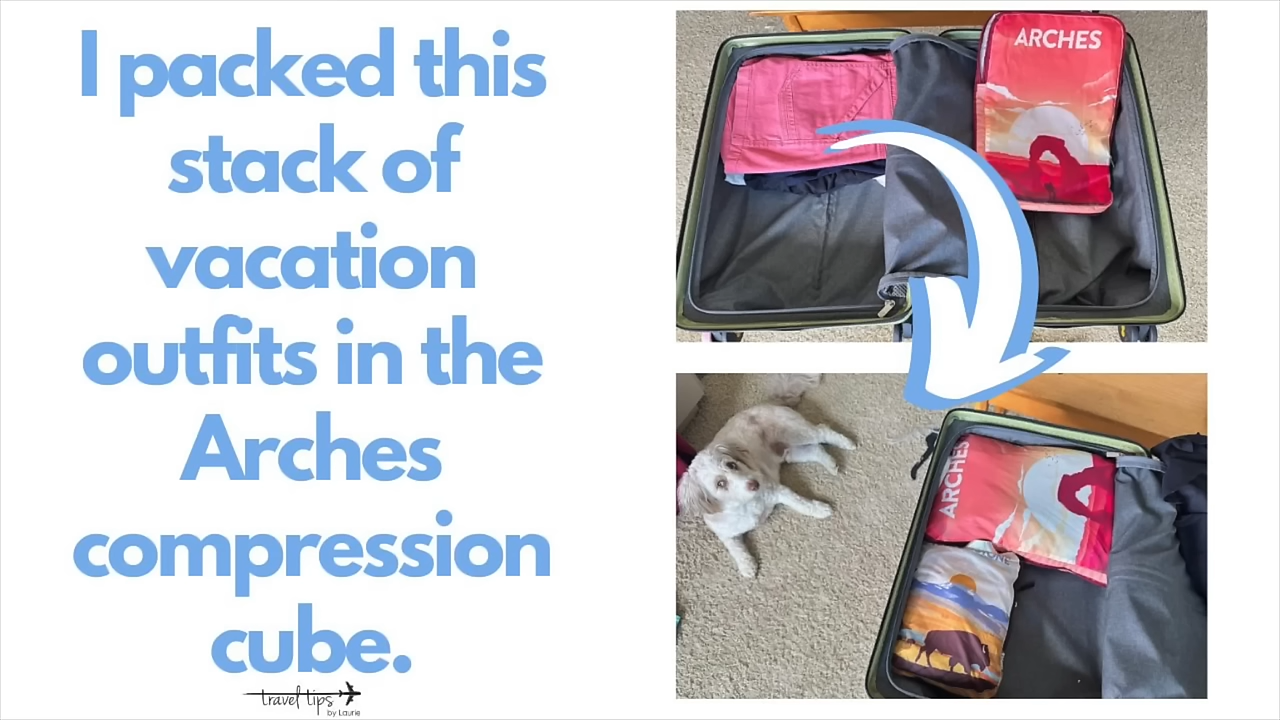 I packed this
stack of
vacation
outfits in the
Arches
compression
cube.
travel tips
by Laurie
ARCHES
ARCHES